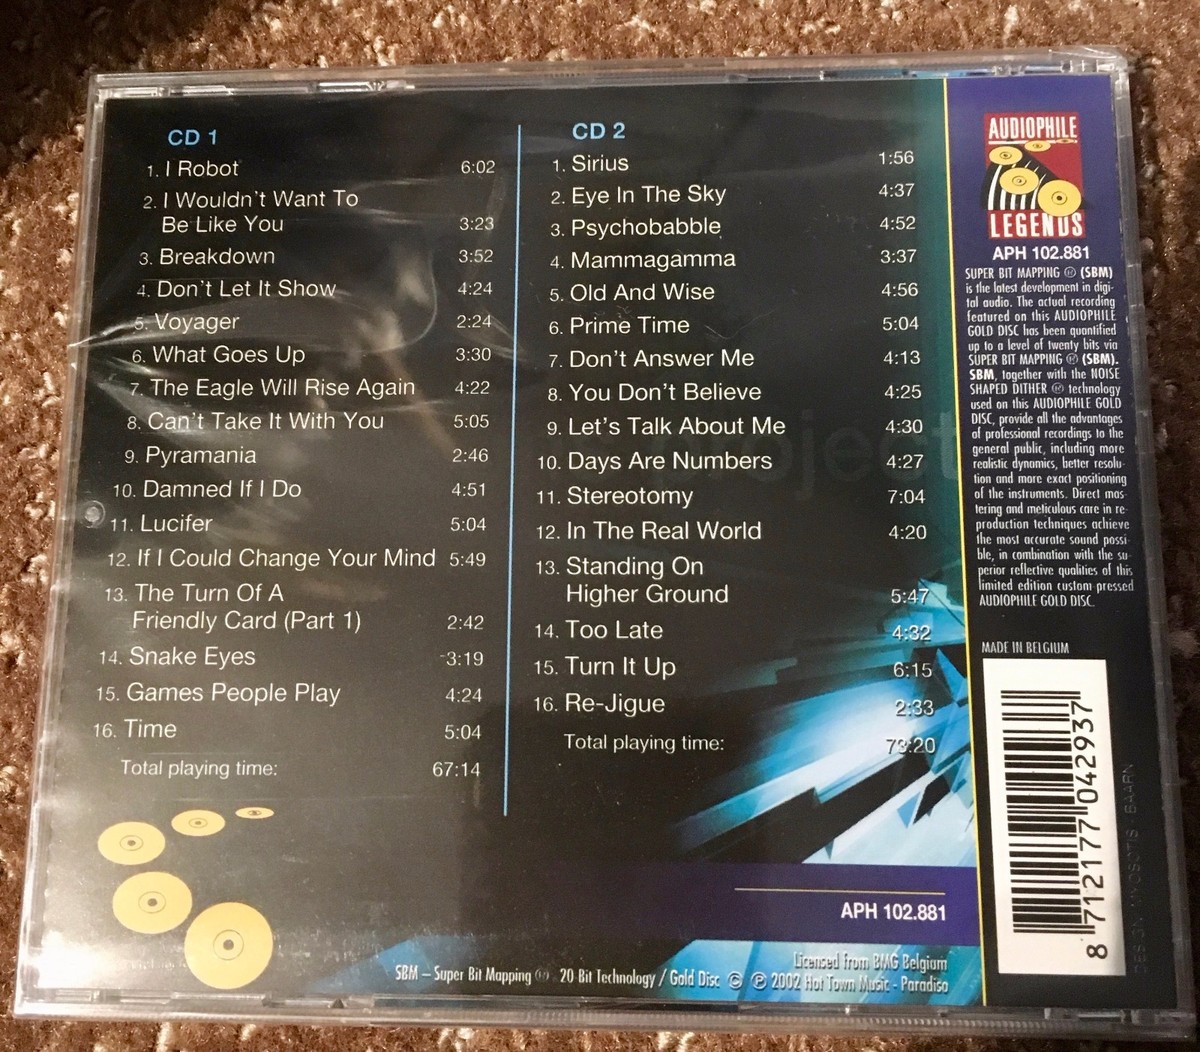 CD 1
1. I Robot 6:02
2. I Wouldn't Want To
Be Like You 3:23
3. Breakdown 3:52
4. Don't Let It Show 4:24
5. Voyager 2:24
6. What Goes Up 3:30
7. The Eagle Will Rise Again 4:22
8. Can't Take It With You 5:05
9. Pyramania 2:46
10. Damned If I Do 4:51
11. Lucifer 5:04
12. If I Could Change Your Mind 5:49
13. The Turn Of A
Friendly Card (Part 1) 2:42
14. Snake Eyes 3:19
15. Games People Play 4:24
16. Time 5:04
Total playing time: 67:14
CD 2
1. Sirius 1:56
2. Eye In The Sky 4:37
3. Psychobabble 4:52
4. Mammagamma 3:37
5. Old And Wise 4:56
6. Prime Time 5:04
7. Don't Answer Me 4:13
8. You Don't Believe 4:25
9. Let's Talk About Me 4:30
10. Days Are Numbers 4:27
11. Stereotomy 7:04
12. In The Real World 4:20
13. Standing On
Higher Ground 5:47
14. Too Late 4:32
15. Turn It Up 6:15
16. Re-Jigue 2:33
Total playing time: 73:20
project
APH 102.881
Licensed from BMG Belgium
SBM – Super Bit Mapping ® 20 Bit Technology / Gold Disc © ℗ 2002 Hot Town Music - Paradiso
AUDIOPHILE
LEGENDS
APH 102.881
SUPER BIT MAPPING ® (SBM)
is the latest development in digi-
tal audio. The actual recording
featured on this AUDIOPHILE
GOLD DISC has been quantified
up to a level of twenty bits via
SUPER BIT MAPPING ® (SBM).
SBM, together with the NOISE
SHAPED DITHER ® technology
used on this AUDIOPHILE GOLD
DISC, provide all the advantages
of professional recordings to the
general public, including more
realistic dynamics, better resolu-
tion and more exact positioning
of the instruments. Direct mas-
tering and meticulous care in re-
production techniques achieve
the most accurate sound possi-
ble, in combination with the su-
perior reflective qualities of this
limited edition custom-pressed
AUDIOPHILE GOLD DISC.
MADE IN BELGIUM
8 712177 042937
DESIGN: MYOSOTIS - BAARN